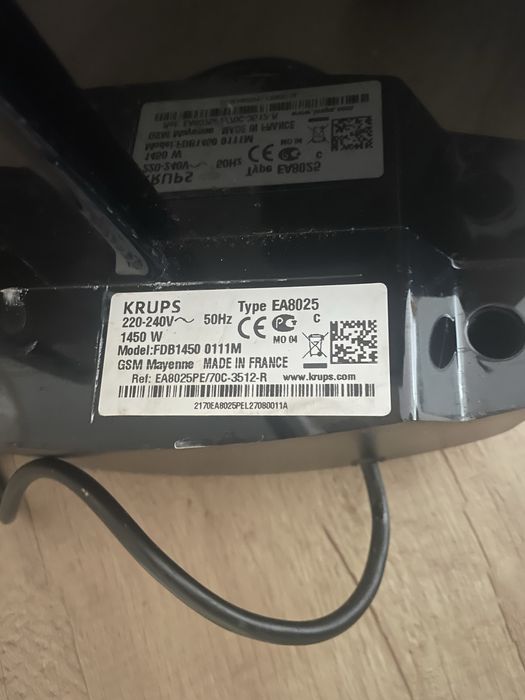 KRUPS Type EA8025
220-240V~ 50Hz CE C
1450 W MO 04
Model:FDB1450 0111M
GSM Mayenne MADE IN FRANCE
Ref: EA8025PE/70C-3512-R www.krups.com
2170EA8025PEL27080011A